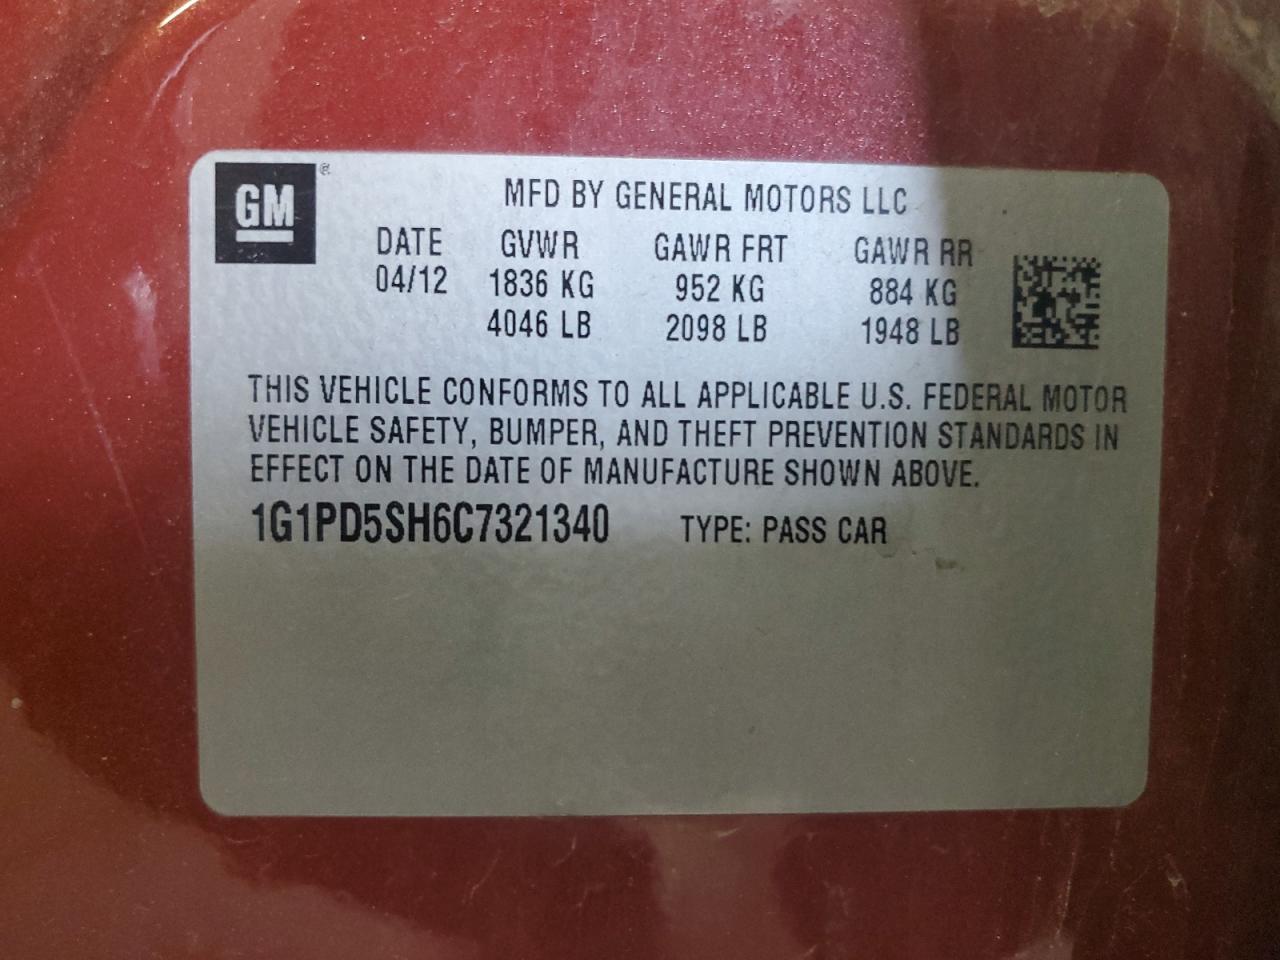 GM ®
MFD BY GENERAL MOTORS LLC
DATE GVWR GAWR FRT GAWR RR
04/12 1836 KG 952 KG 884 KG
4046 LB 2098 LB 1948 LB
THIS VEHICLE CONFORMS TO ALL APPLICABLE U.S. FEDERAL MOTOR
VEHICLE SAFETY, BUMPER, AND THEFT PREVENTION STANDARDS IN
EFFECT ON THE DATE OF MANUFACTURE SHOWN ABOVE.
1G1PD5SH6C7321340 TYPE: PASS CAR